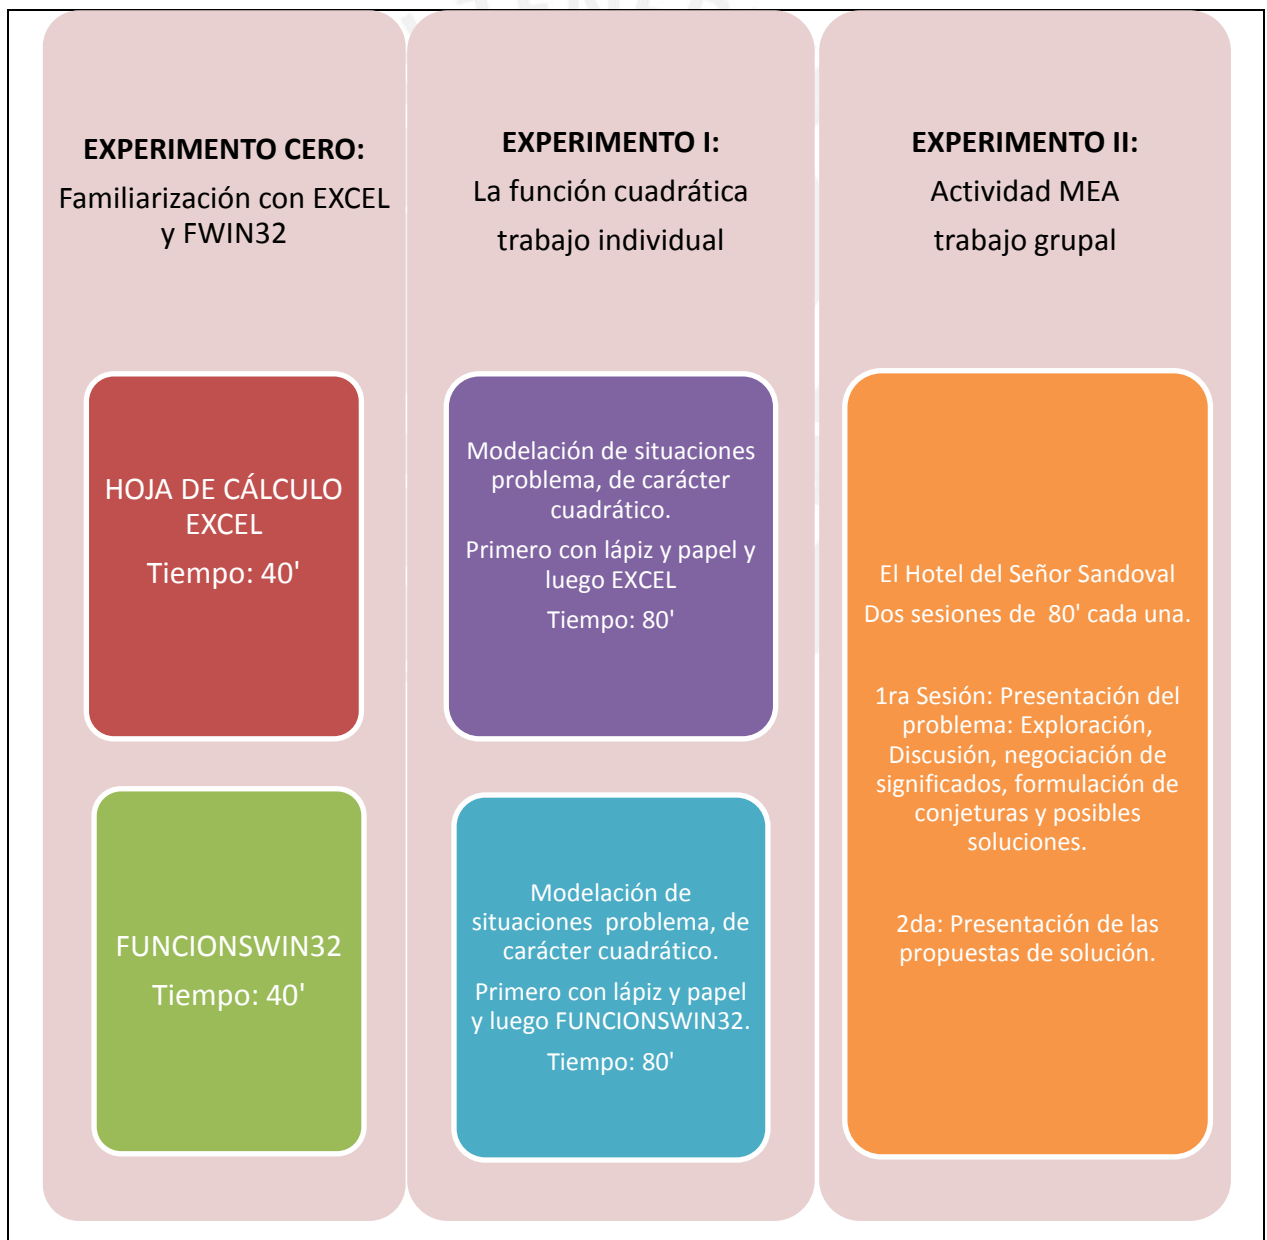 EXPERIMENTO CERO:
Familiarización con EXCEL
y FWIN32
HOJA DE CÁLCULO
EXCEL
Tiempo: 40'
FUNCIONSWIN32
Tiempo: 40'
EXPERIMENTO I:
La función cuadrática
trabajo individual
Modelación de situaciones
problema, de carácter
cuadrático.
Primero con lápiz y papel y
luego EXCEL
Tiempo: 80'
Modelación de
situaciones problema, de
carácter cuadrático.
Primero con lápiz y papel
y luego FUNCIONSWIN32.
Tiempo: 80'
EXPERIMENTO II:
Actividad MEA
trabajo grupal
El Hotel del Señor Sandoval
Dos sesiones de 80' cada una.
1ra Sesión: Presentación del
problema: Exploración,
Discusión, negociación de
significados, formulación de
conjeturas y posibles
soluciones.
2da: Presentación de las
propuestas de solución.